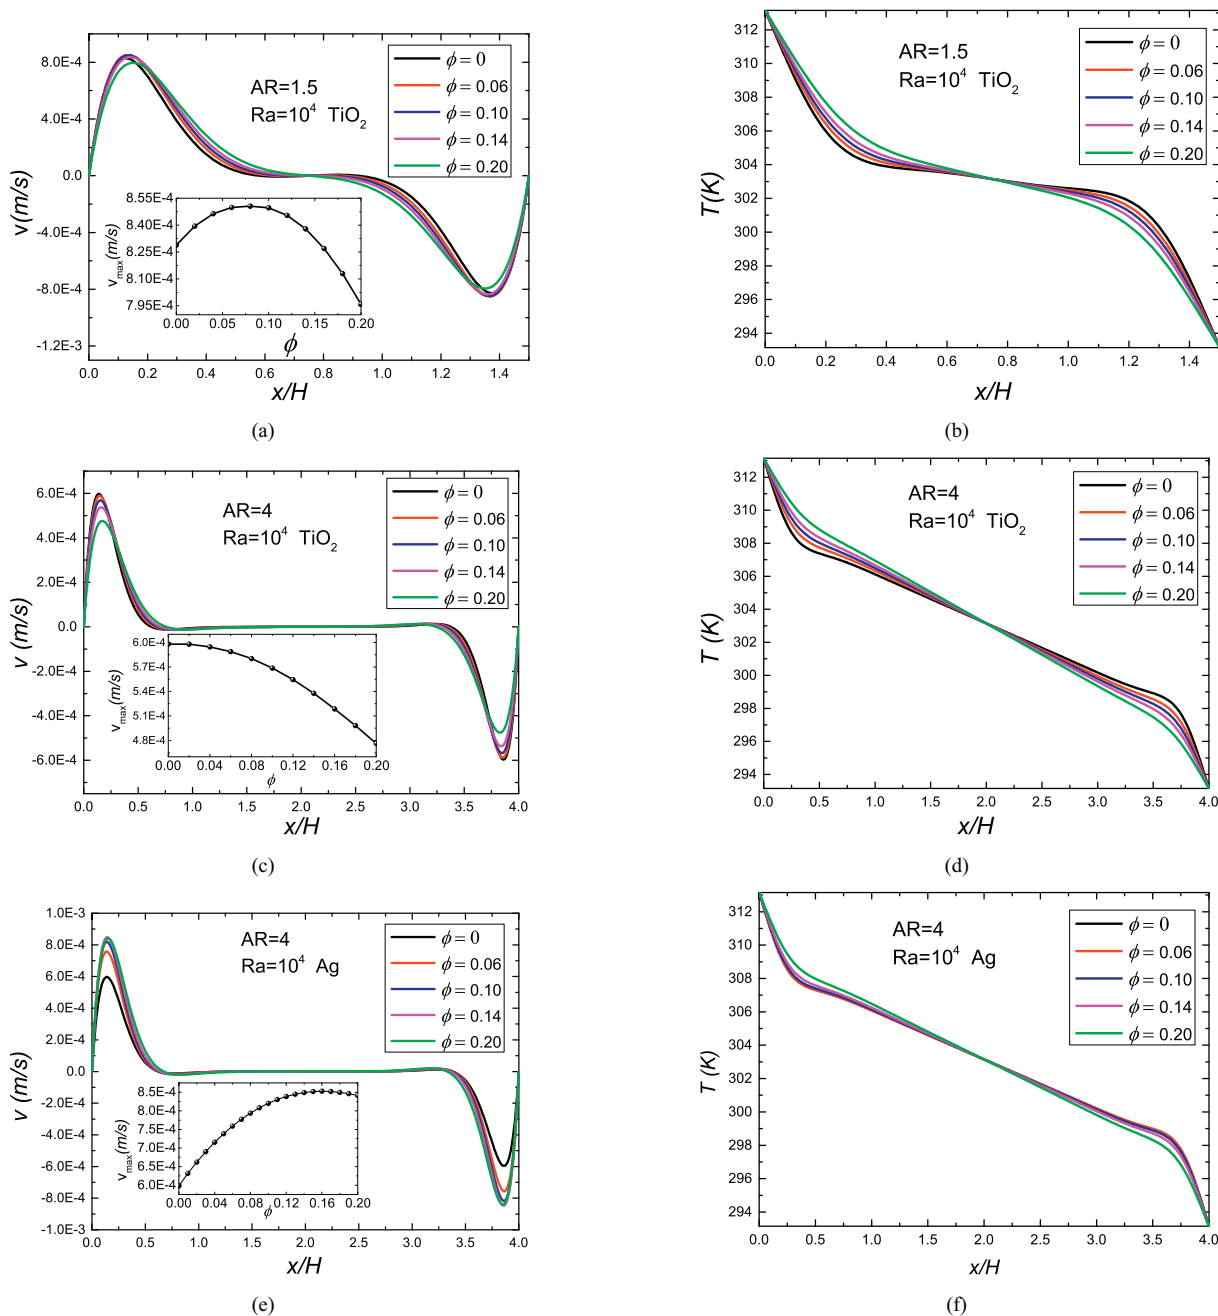 AR=1.5
Ra=10⁴ TiO₂
ϕ = 0
ϕ = 0.06
ϕ = 0.10
ϕ = 0.14
ϕ = 0.20
8.0E-4
4.0E-4
0.0
-4.0E-4
-8.0E-4
-1.2E-3
v(m/s)
8.55E-4
8.40E-4
8.25E-4
8.10E-4
7.95E-4
vmax(m/s)
0.00 0.05 0.10 0.15 0.20
ϕ
0.0 0.2 0.4 0.6 0.8 1.0 1.2 1.4
x/H
(a)
AR=1.5
Ra=10⁴ TiO₂
ϕ = 0
ϕ = 0.06
ϕ = 0.10
ϕ = 0.14
ϕ = 0.20
312
310
308
306
304
302
300
298
296
294
T(K)
0.0 0.2 0.4 0.6 0.8 1.0 1.2 1.4
x/H
(b)
AR=4
Ra=10⁴ TiO₂
ϕ = 0
ϕ = 0.06
ϕ = 0.10
ϕ = 0.14
ϕ = 0.20
6.0E-4
4.0E-4
2.0E-4
0.0
-2.0E-4
-4.0E-4
-6.0E-4
v (m/s)
6.0E-4
5.7E-4
5.4E-4
5.1E-4
4.8E-4
vmax(m/s)
0.00 0.04 0.08 0.12 0.16 0.20
ϕ
0.0 0.5 1.0 1.5 2.0 2.5 3.0 3.5 4.0
x/H
(c)
AR=4
Ra=10⁴ TiO₂
ϕ = 0
ϕ = 0.06
ϕ = 0.10
ϕ = 0.14
ϕ = 0.20
312
310
308
306
304
302
300
298
296
294
T (K)
0.0 0.5 1.0 1.5 2.0 2.5 3.0 3.5 4.0
x/H
(d)
AR=4
Ra=10⁴ Ag
ϕ = 0
ϕ = 0.06
ϕ = 0.10
ϕ = 0.14
ϕ = 0.20
1.0E-3
8.0E-4
6.0E-4
4.0E-4
2.0E-4
0.0
-2.0E-4
-4.0E-4
-6.0E-4
-8.0E-4
-1.0E-3
v (m/s)
8.5E-4
8.0E-4
7.5E-4
7.0E-4
6.5E-4
6.0E-4
vmax(m/s)
0.00 0.04 0.08 0.12 0.16 0.20
ϕ
0.0 0.5 1.0 1.5 2.0 2.5 3.0 3.5 4.0
x/H
(e)
AR=4
Ra=10⁴ Ag
ϕ = 0
ϕ = 0.06
ϕ = 0.10
ϕ = 0.14
ϕ = 0.20
312
310
308
306
304
302
300
298
296
294
T (K)
0.0 0.5 1.0 1.5 2.0 2.5 3.0 3.5 4.0
x/H
(f)